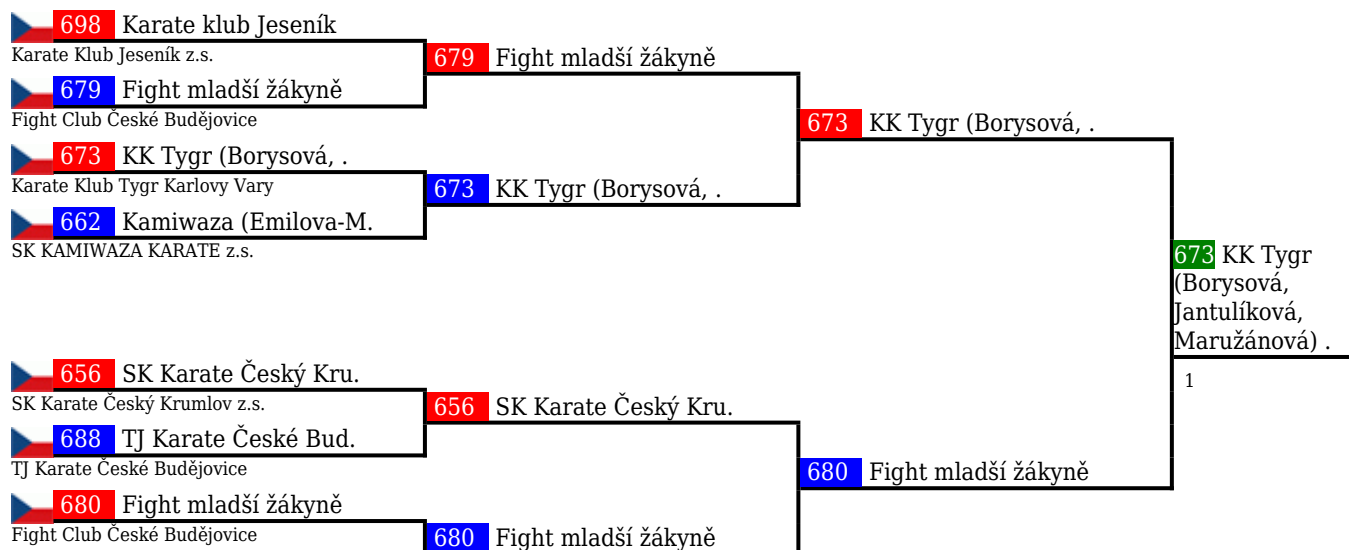 698 Karate klub Jeseník
Karate Klub Jeseník z.s.
679 Fight mladší žákyně
679 Fight mladší žákyně
Fight Club České Budějovice
673 KK Tygr (Borysová, .
673 KK Tygr (Borysová, .
Karate Klub Tygr Karlovy Vary
673 KK Tygr (Borysová, .
662 Kamiwaza (Emilova-M.
SK KAMIWAZA KARATE z.s.
673 KK Tygr
(Borysová,
Jantulíková,
Maružánová) .
1
656 SK Karate Český Kru.
SK Karate Český Krumlov z.s.
656 SK Karate Český Kru.
688 TJ Karate České Bud.
TJ Karate České Budějovice
680 Fight mladší žákyně
680 Fight mladší žákyně
Fight Club České Budějovice
680 Fight mladší žákyně